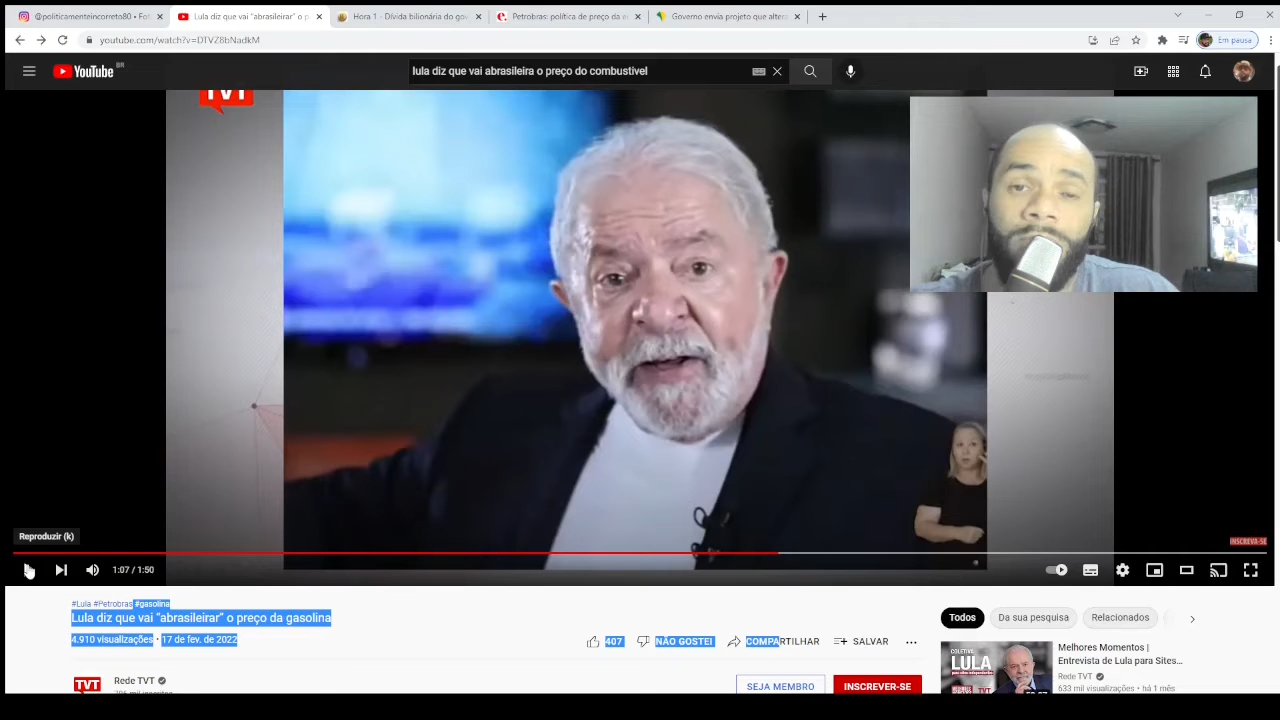 @politicamenteincorreto80 • Fot
Lula diz que vai "abrasileirar" o p
Hora 1 - Dívida bilionária do go
Petrobras: política de preço da e
Governo envia projeto que alter
youtube.com/watch?v=DTVZ8bNadkM
Em pausa
YouTube BR
lula diz que vai abrasileira o preço do combustivel
TVT
Reproduzir (k)
INSCREVA-SE
1:07 / 1:50
#Lula #Petrobras #gasolina
Lula diz que vai "abrasileirar" o preço da gasolina
4.910 visualizações • 17 de fev. de 2022
407
NÃO GOSTEI
COMPARTILHAR
SALVAR
Rede TVT
SEJA MEMBRO
INSCREVER-SE
Todos
Da sua pesquisa
Relacionados
COLETIVA
LULA
Melhores Momentos |
Entrevista de Lula para Sites...
Rede TVT
633 mil visualizações • há 1 mês
TVT